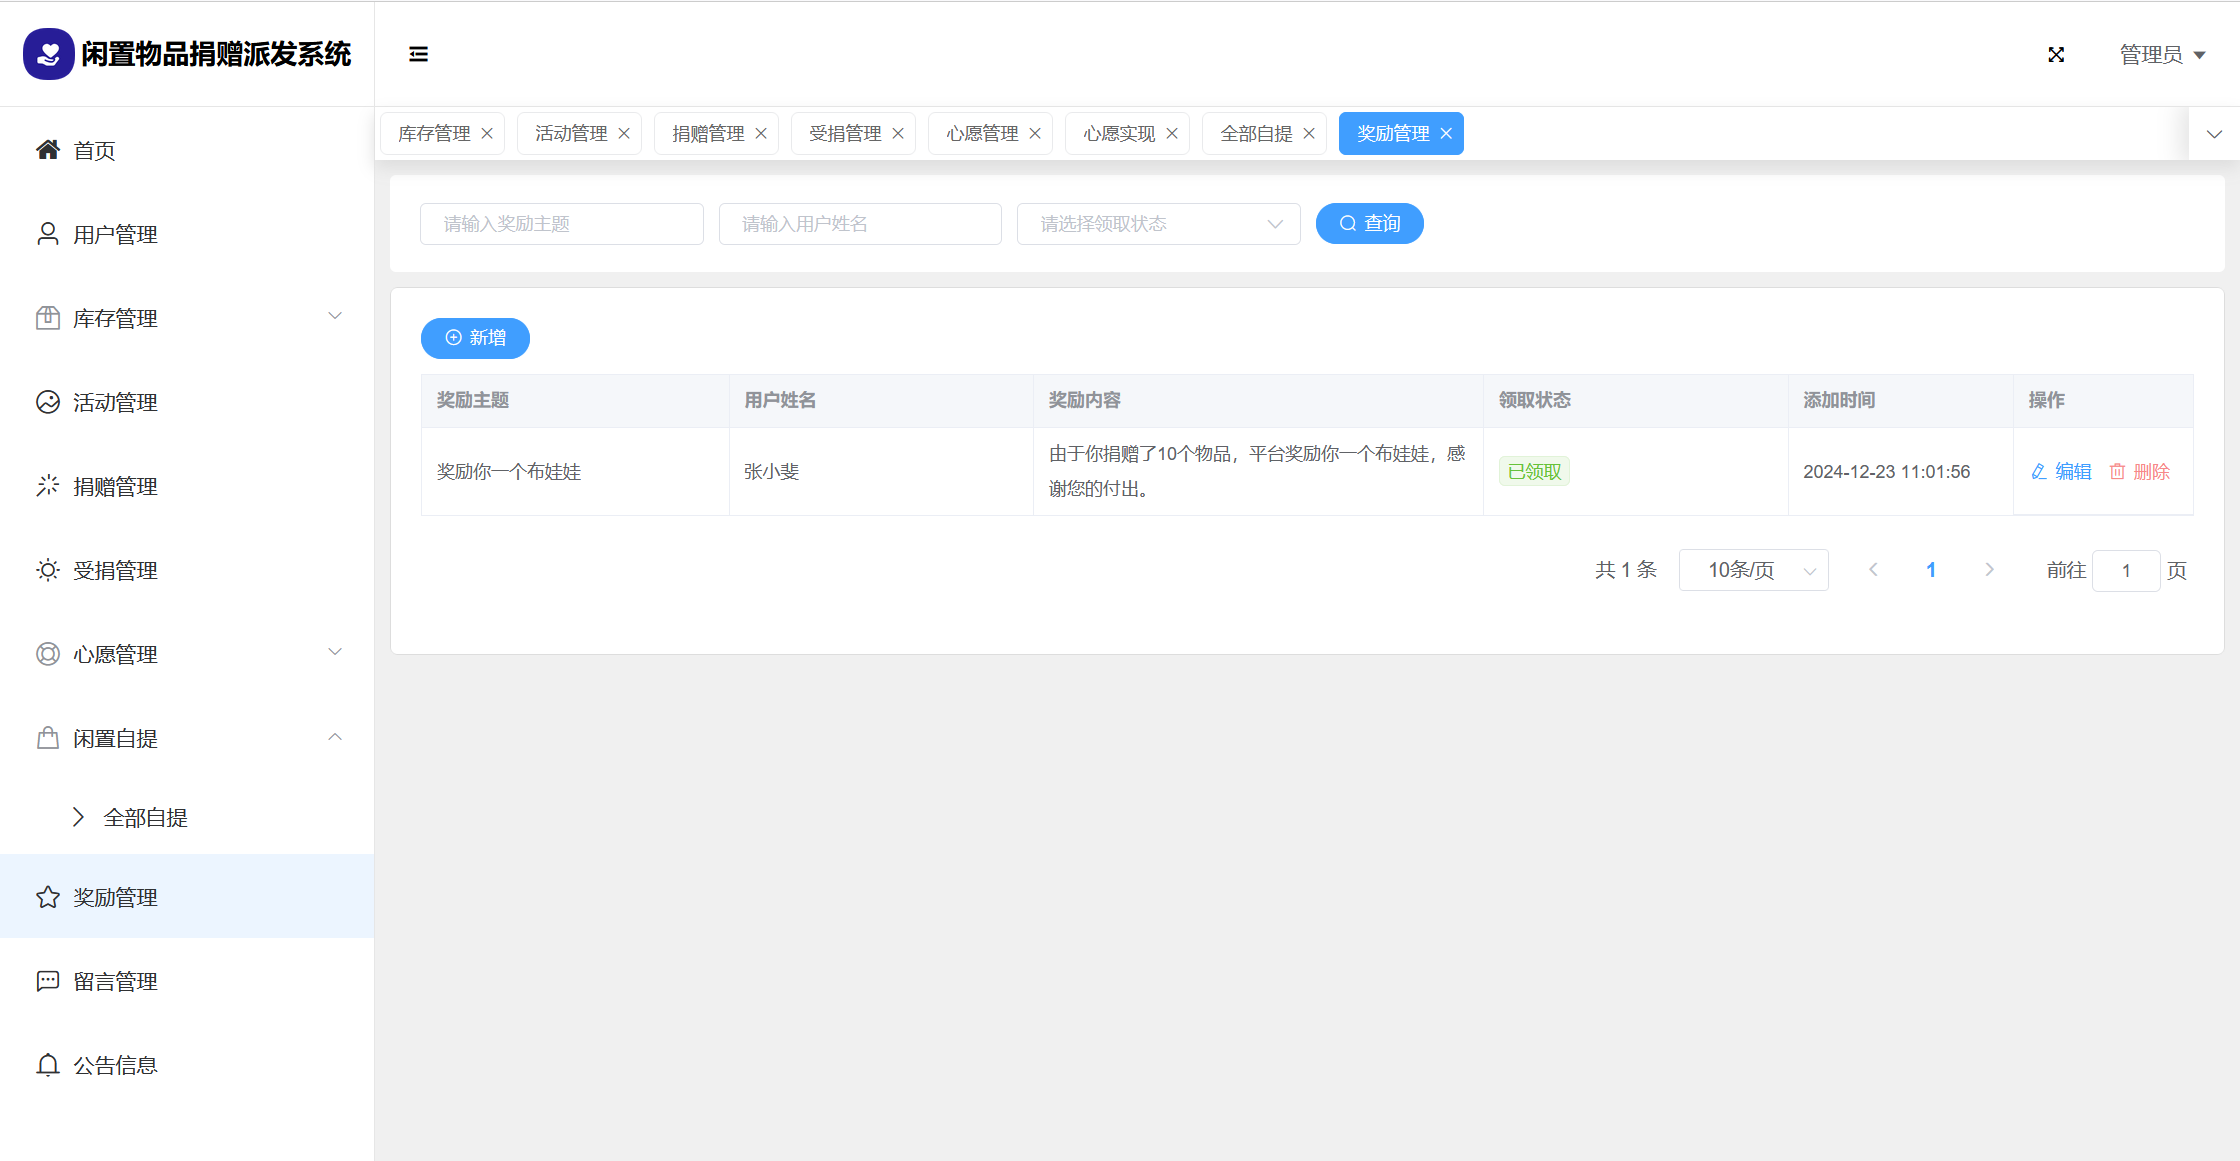 闲置物品捐赠派发系统
管理员
首页
用户管理
库存管理
活动管理
捐赠管理
受捐管理
心愿管理
闲置自提
全部自提
奖励管理
留言管理
公告信息
库存管理 活动管理 捐赠管理 受捐管理 心愿管理 心愿实现 全部自提 奖励管理
请输入奖励主题 请输入用户姓名 请选择领取状态 查询
新增
奖励主题 用户姓名 奖励内容 领取状态 添加时间 操作
奖励你一个布娃娃 张小斐 由于你捐赠了10个物品，平台奖励你一个布娃娃，感
谢您的付出。 已领取 2024-12-23 11:01:56 编辑 删除
共 1 条 10条/页 1 前往 1 页